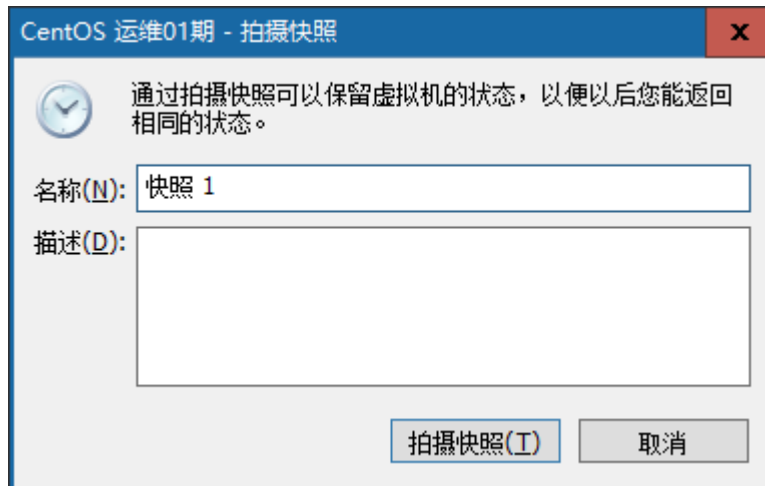 CentOS 运维01期 - 拍摄快照
通过拍摄快照可以保留虚拟机的状态，以便以后您能返回
相同的状态。
名称(N): 快照 1
描述(D):
拍摄快照(T) 取消